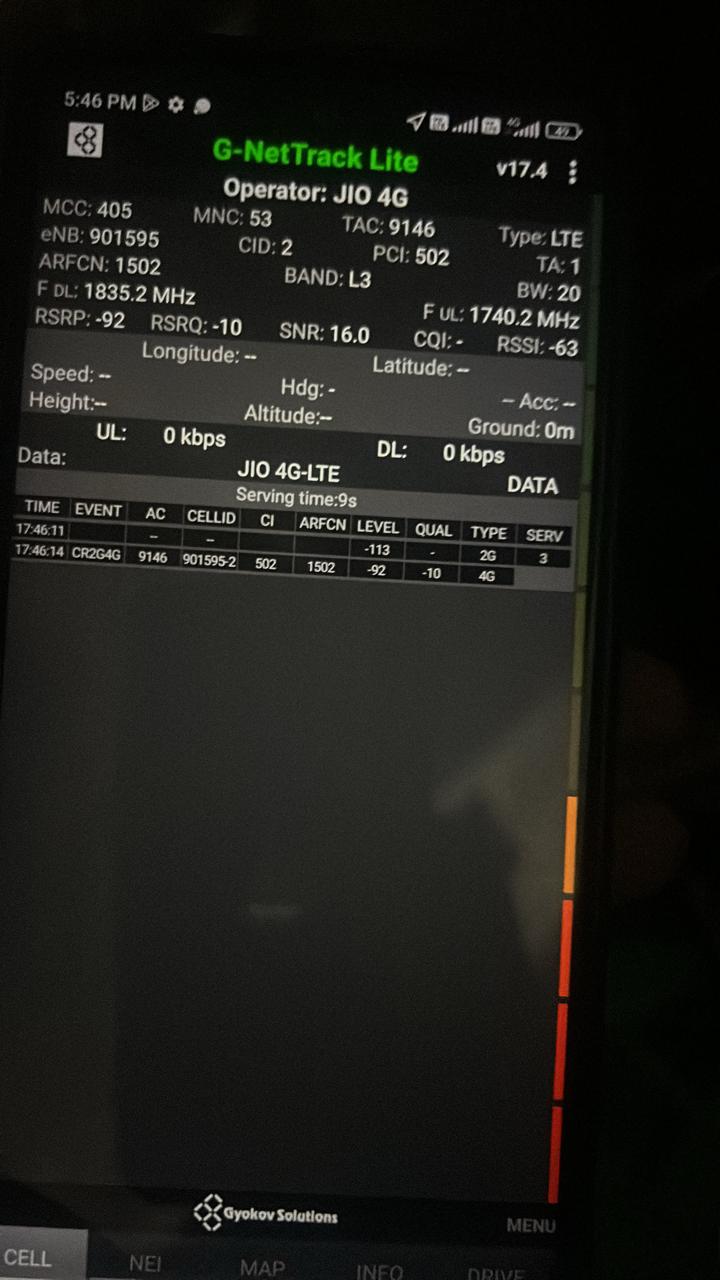 5:46 PM 4G 49
G-NetTrack Lite v17.4
Operator: JIO 4G
MCC: 405 MNC: 53 TAC: 9146 Type: LTE
eNB: 901595 CID: 2 PCI: 502 TA: 1
ARFCN: 1502 BAND: L3 BW: 20
F DL: 1835.2 MHz F UL: 1740.2 MHz
RSRP: -92 RSRQ: -10 SNR: 16.0 CQI: - RSSI: -63
Longitude: -- Latitude: --
Speed: -- Hdg: - -- Acc: --
Height:-- Altitude:-- Ground: 0m
UL: 0 kbps DL: 0 kbps
Data: JIO 4G-LTE DATA
Serving time:9s
TIME EVENT AC CELLID CI ARFCN LEVEL QUAL TYPE SERV
17:46:11 -- -- -113 - 2G 3
17:46:14 CR2G4G 9146 901595-2 502 1502 -92 -10 4G
Gyokov Solutions MENU
CELL NEI MAP INFO DRIVE